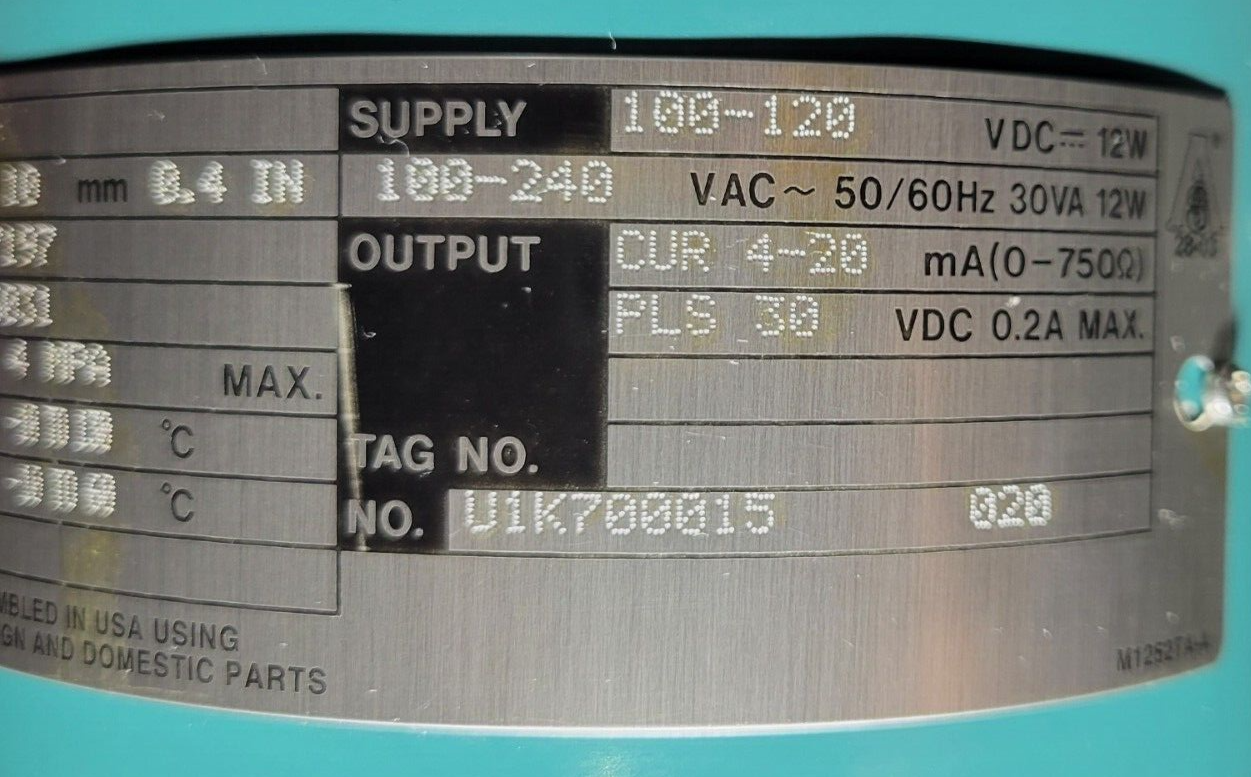 SUPPLY 100-120 VDC⎓ 12W
mm 0.4 IN 100-240 VAC~ 50/60Hz 30VA 12W
OUTPUT CUR 4-20 mA(0-750Ω)
PLS 30 VDC 0.2A MAX.
4 MPA MAX.
°C
TAG NO.
°C
NO. U1K700015 020
MBLED IN USA USING
GN AND DOMESTIC PARTS